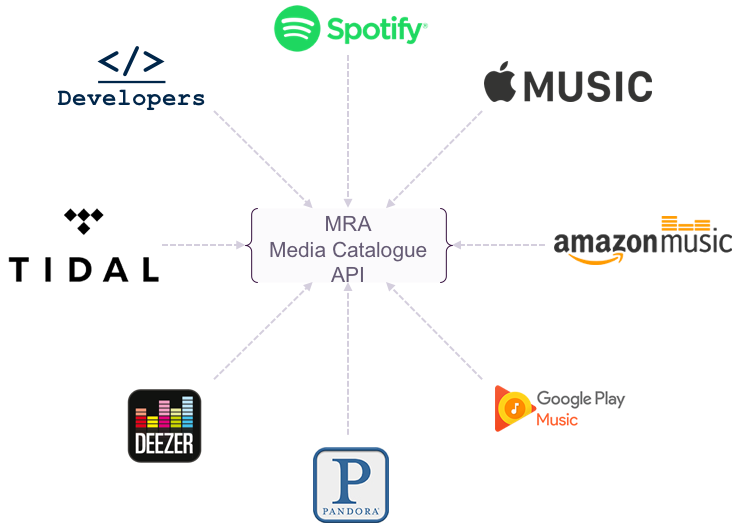 Spotify®
</>
Developers
MUSIC
TIDAL
MRA
Media Catalogue
API
amazonmusic
DEEZER
Google Play
Music
P
PANDORA®